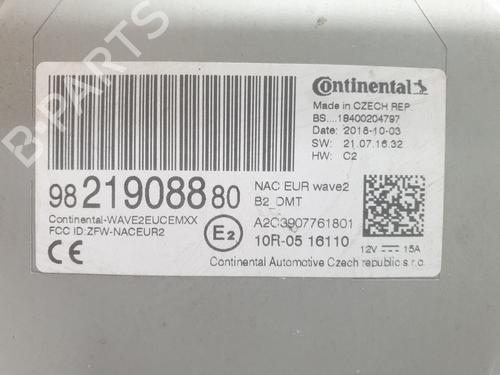 Continental
Made in CZECH REP.
BS....18400204797
Date: 2018-10-03
SW: 21.07.16.32
HW: C2
98 219088 80
NAC EUR wave2
B2_DMT
Continental-WAVE2EUCEMXX
FCC ID:ZFW-NACEUR2
A2C3907761801
CE
E2
10R-05 16110
12V 15A
Continental Automotive Czech republic s.r.o.
B-PARTS